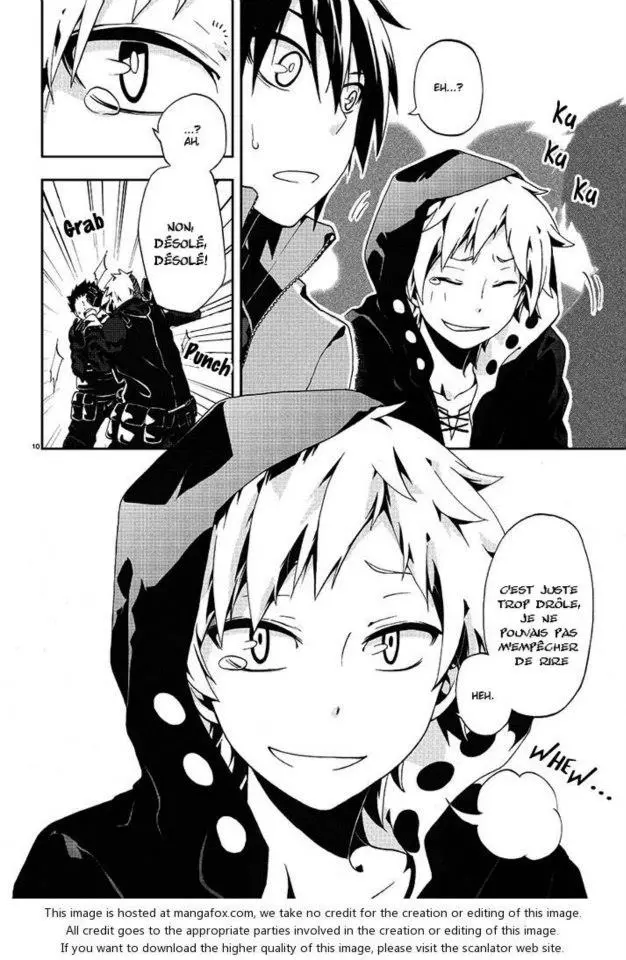 EH...?
KU
KU
KU
...?
AH.
NON,
DÉSOLÉ,
DÉSOLÉ!
Grab
Punch
10
C'EST JUSTE
TROP DRÔLE,
JE NE
POUVAIS PAS
M'EMPÊCHER
DE RIRE
HEH.
WHEW...
This image is hosted at mangafox.com, we take no credit for the creation or editing of this image.
All credit goes to the appropriate parties involved in the creation or editing of this image.
If you want to download the higher quality of this image, please visit the scanlator web site.